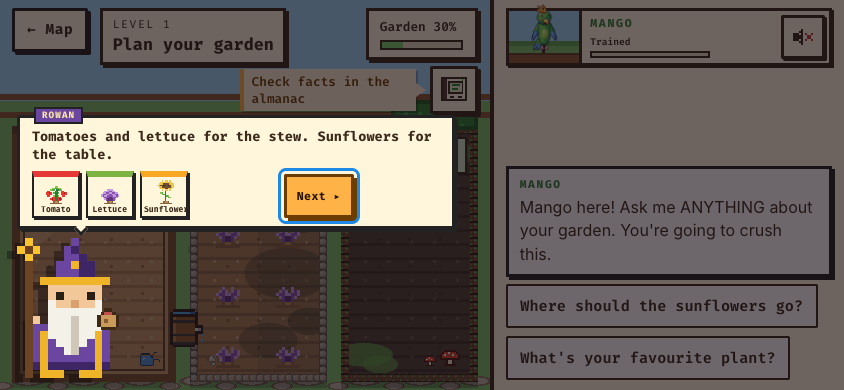 ← Map
LEVEL 1
Plan your garden
Garden 30%
Check facts in the
almanac
ROWAN
Tomatoes and lettuce for the stew. Sunflowers for
the table.
Tomato
Lettuce
Sunflower
Next ▸
MANGO
Trained
MANGO
Mango here! Ask me ANYTHING about
your garden. You're going to crush
this.
Where should the sunflowers go?
What's your favourite plant?